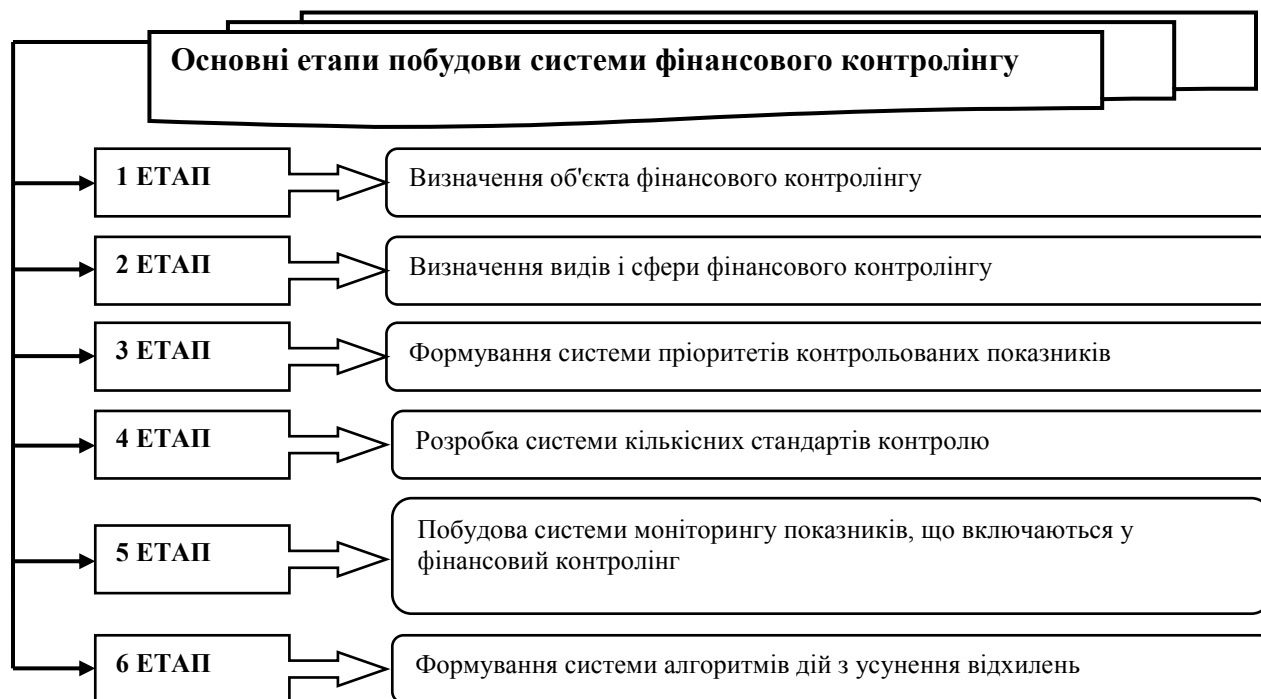 Основні етапи побудови системи фінансового контролінгу
1 ЕТАП
Визначення об'єкта фінансового контролінгу
2 ЕТАП
Визначення видів і сфери фінансового контролінгу
3 ЕТАП
Формування системи пріоритетів контрольованих показників
4 ЕТАП
Розробка системи кількісних стандартів контролю
5 ЕТАП
Побудова системи моніторингу показників, що включаються у
фінансовий контролінг
6 ЕТАП
Формування системи алгоритмів дій з усунення відхилень